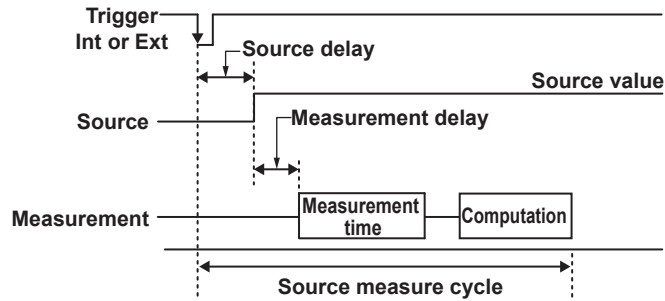 Trigger
Int or Ext
Source delay
Source value
Source
Measurement delay
Measurement
Measurement
time
Computation
Source measure cycle